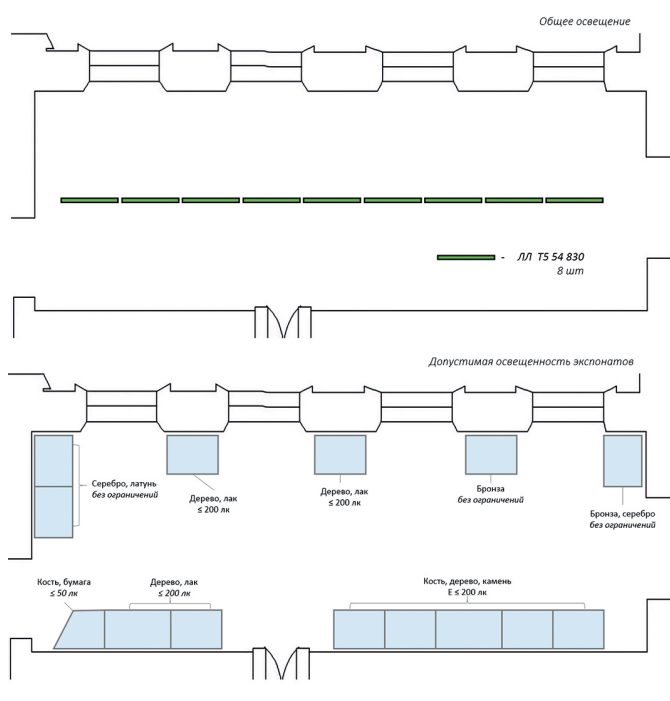 Общее освещение
- ЛЛ T5 54 830
8 шт
Допустимая освещенность экспонатов
Серебро, латунь
без ограничений
Дерево, лак
≤ 200 лк
Дерево, лак
≤ 200 лк
Бронза
без ограничений
Бронза, серебро
без ограничений
Кость, бумага
≤ 50 лк
Дерево, лак
≤ 200 лк
Кость, дерево, камень
E ≤ 200 лк